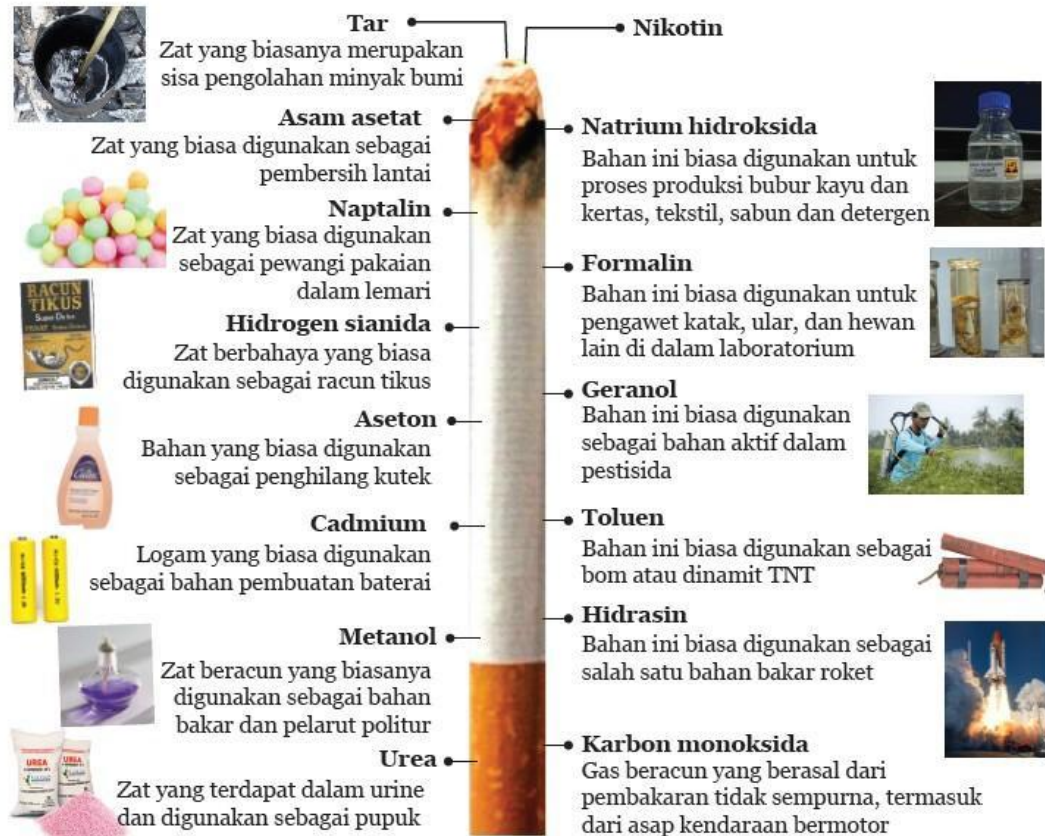 Tar
Zat yang biasanya merupakan
sisa pengolahan minyak bumi
Asam asetat
Zat yang biasa digunakan sebagai
pembersih lantai
Naptalin
Zat yang biasa digunakan
sebagai pewangi pakaian
dalam lemari
RACUN
TIKUS
Hidrogen sianida
Zat berbahaya yang biasa
digunakan sebagai racun tikus
Aseton
Bahan yang biasa digunakan
sebagai penghilang kutek
Cadmium
Logam yang biasa digunakan
sebagai bahan pembuatan baterai
Metanol
Zat beracun yang biasanya
digunakan sebagai bahan
bakar dan pelarut politur
Urea
Zat yang terdapat dalam urine
dan digunakan sebagai pupuk
UREA
UREA
Nikotin
Natrium hidroksida
Bahan ini biasa digunakan untuk
proses produksi bubur kayu dan
kertas, tekstil, sabun dan detergen
Formalin
Bahan ini biasa digunakan untuk
pengawet katak, ular, dan hewan
lain di dalam laboratorium
Geranol
Bahan ini biasa digunakan
sebagai bahan aktif dalam
pestisida
Toluen
Bahan ini biasa digunakan sebagai
bom atau dinamit TNT
Hidrasin
Bahan ini biasa digunakan sebagai
salah satu bahan bakar roket
Karbon monoksida
Gas beracun yang berasal dari
pembakaran tidak sempurna, termasuk
dari asap kendaraan bermotor